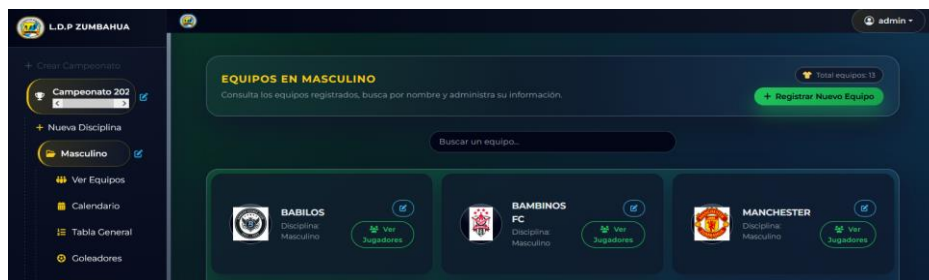 L.D.P ZUMBAHUA
admin
+ Crear Campeonato
Campeonato 202
+ Nueva Disciplina
Masculino
Ver Equipos
Calendario
Tabla General
Goleadores
EQUIPOS EN MASCULINO
Total equipos: 13
Consulta los equipos registrados, busca por nombre y administra su información.
+ Registrar Nuevo Equipo
Buscar un equipo...
BABILOS
Disciplina:
Masculino
Ver
Jugadores
BAMBINOS
FC
Disciplina:
Masculino
Ver
Jugadores
MANCHESTER
Disciplina:
Masculino
Ver
Jugadores